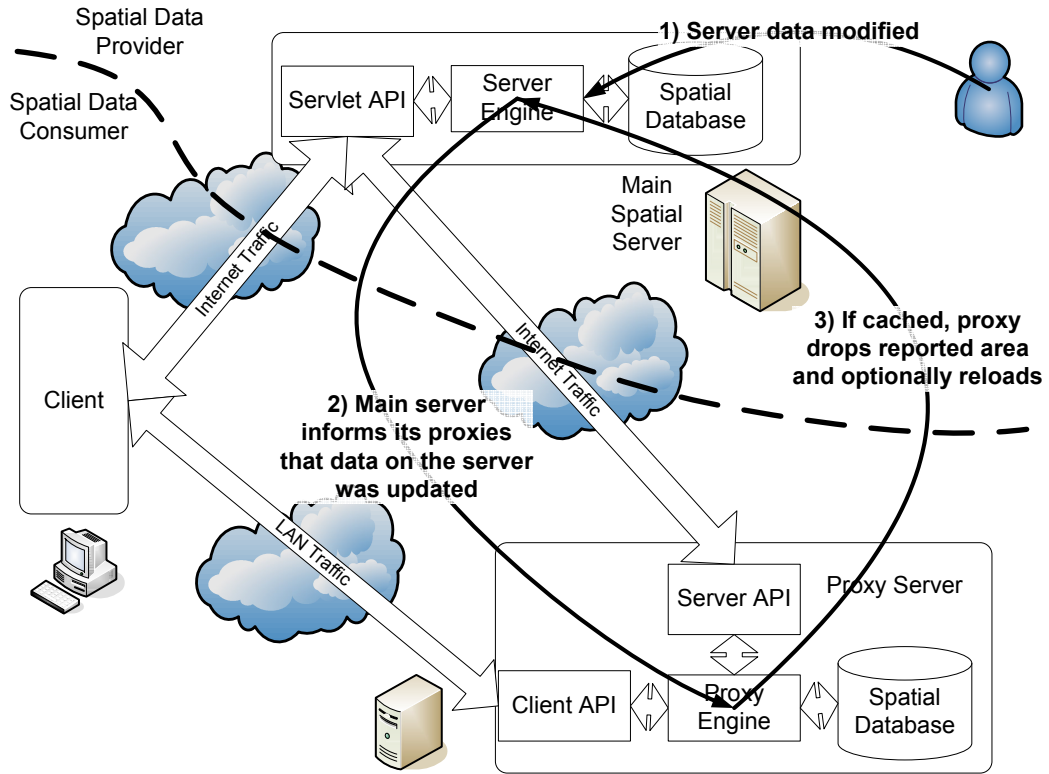 Spatial Data
Provider
1) Server data modified
Spatial Data
Consumer
Servlet API
Server
Engine
Spatial
Database
Main
Spatial
Server
Internet Traffic
Internet Traffic
3) If cached, proxy
drops reported area
and optionally reloads
Client
2) Main server
informs its proxies
that data on the server
was updated
LAN Traffic
Proxy Server
Server API
Client API
Proxy
Engine
Spatial
Database